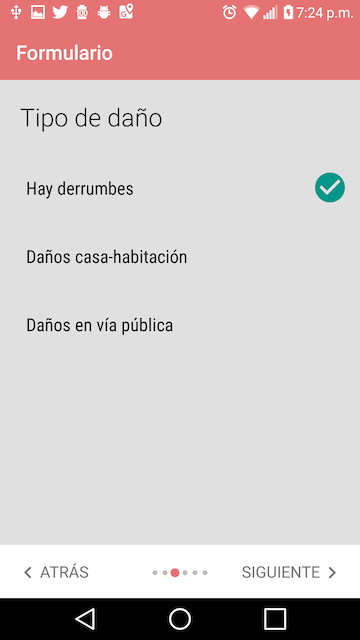 7:24 p.m.
Formulario
Tipo de daño
Hay derrumbes
Daños casa-habitación
Daños en vía pública
ATRÁS
SIGUIENTE